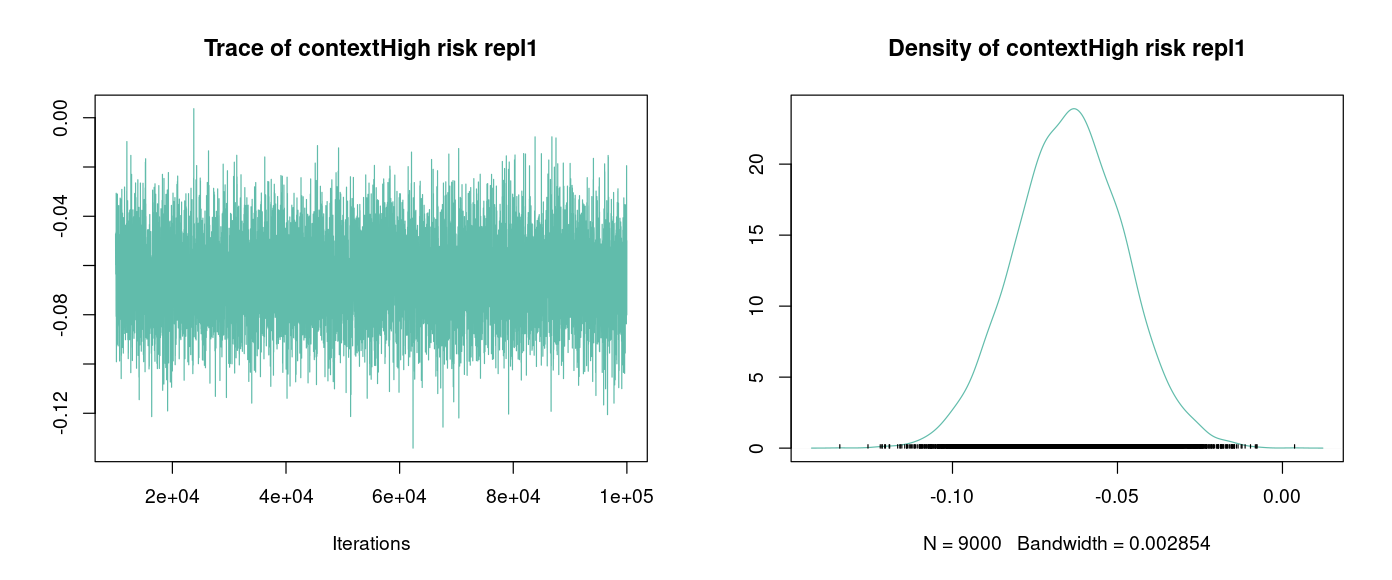 Trace of contextHigh risk repl1
0.00
-0.04
-0.08
-0.12
2e+04 4e+04 6e+04 8e+04 1e+05
Iterations
Density of contextHigh risk repl1
20
15
10
5
0
-0.10 -0.05 0.00
N = 9000 Bandwidth = 0.002854